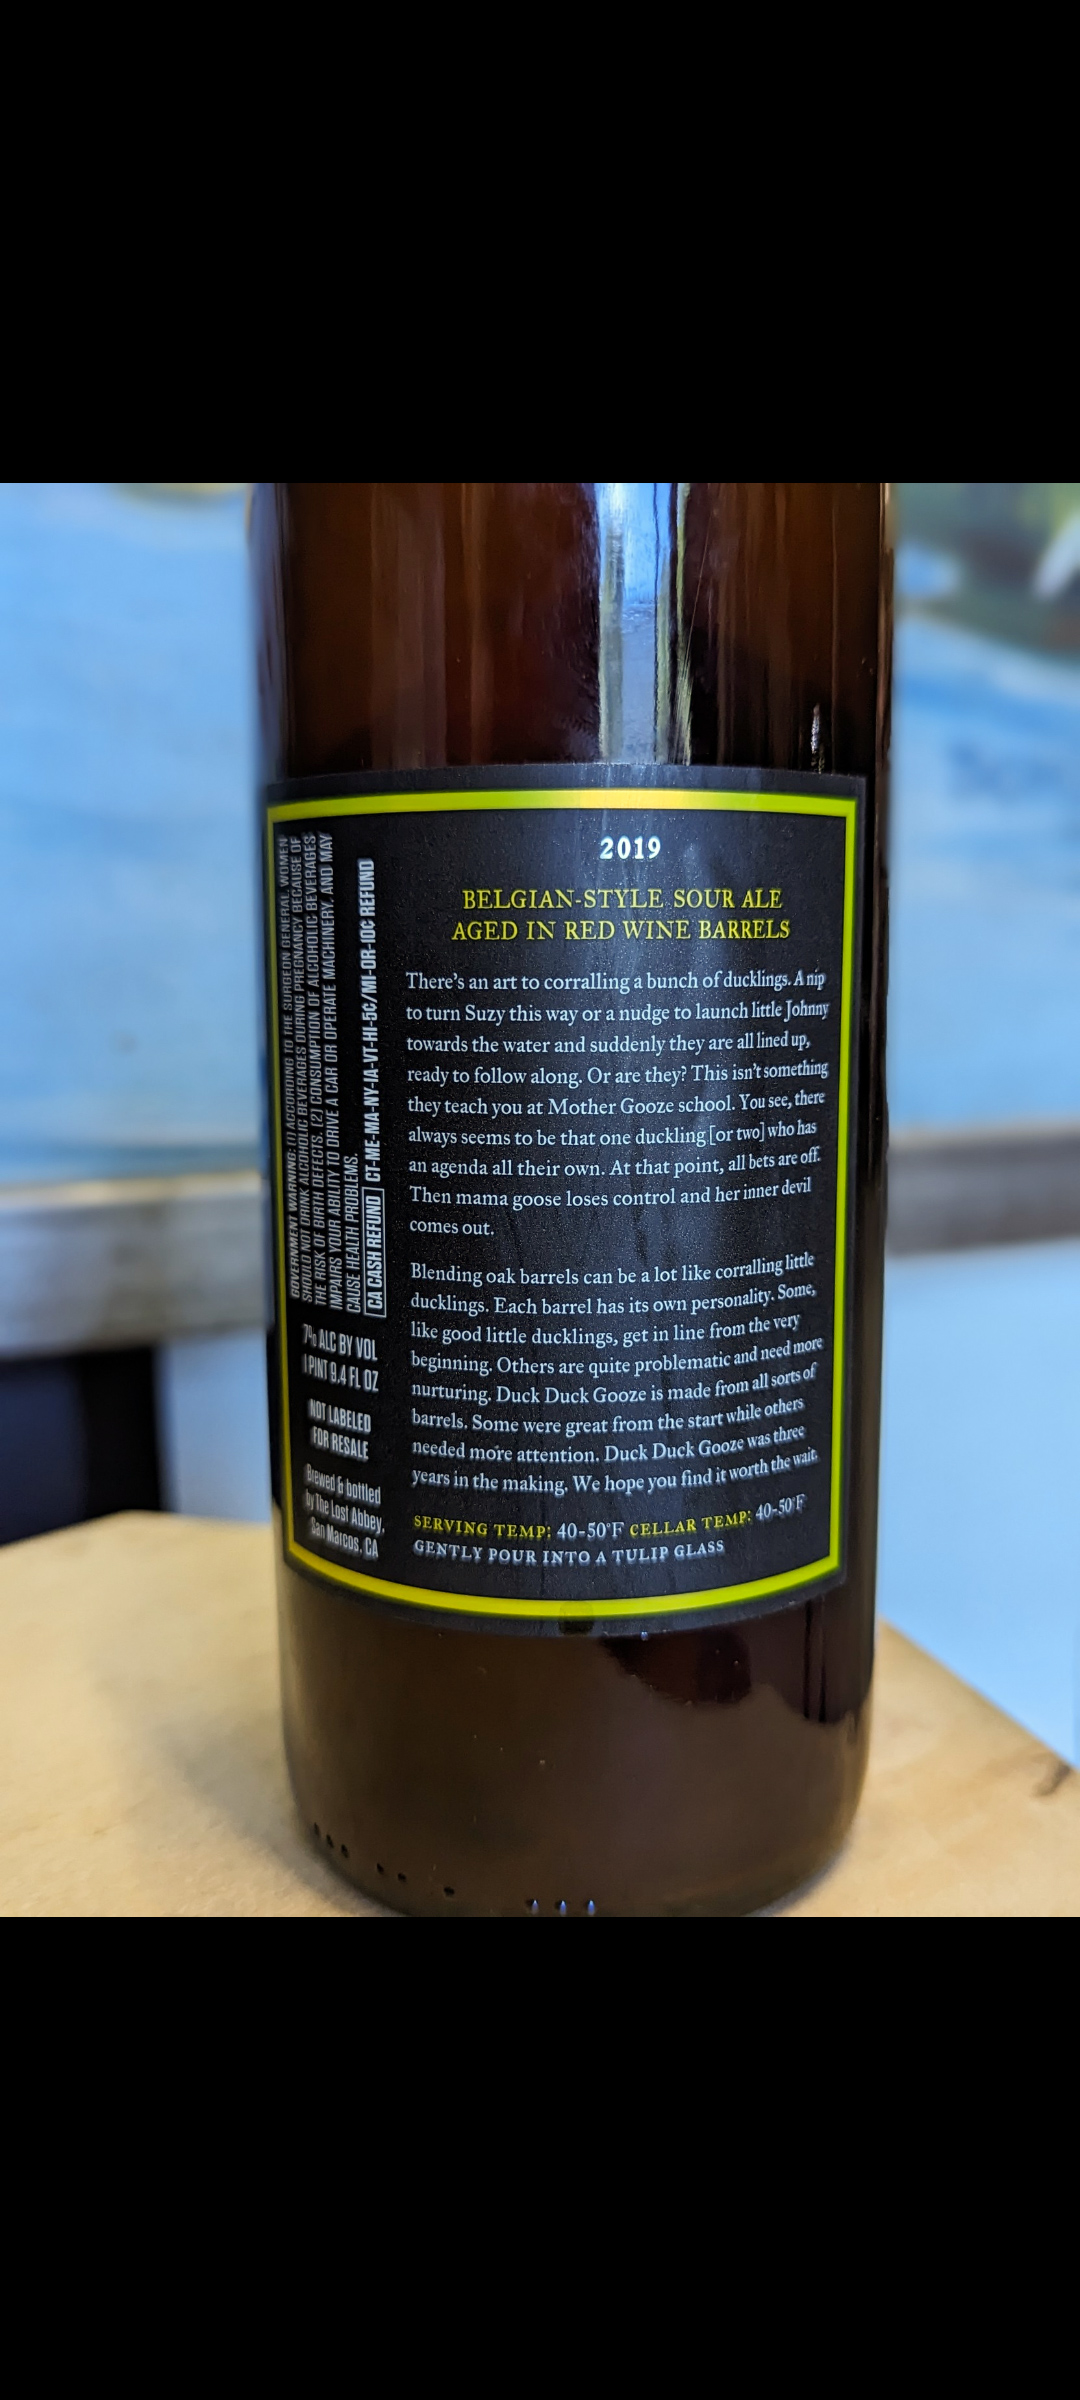 2019
BELGIAN-STYLE SOUR ALE
AGED IN RED WINE BARRELS
There's an art to corralling a bunch of ducklings. A nip
to turn Suzy this way or a nudge to launch little Johnny
towards the water and suddenly they are all lined up,
ready to follow along. Or are they? This isn't something
they teach you at Mother Gooze school. You see, there
always seems to be that one duckling [or two] who has
an agenda all their own. At that point, all bets are off.
Then mama goose loses control and her inner devil
comes out.
Blending oak barrels can be a lot like corralling little
ducklings. Each barrel has its own personality. Some,
like good little ducklings, get in line from the very
beginning. Others are quite problematic and need more
nurturing. Duck Duck Gooze is made from all sorts of
barrels. Some were great from the start while others
needed more attention. Duck Duck Gooze was three
years in the making. We hope you find it worth the wait.
SERVING TEMP: 40-50°F CELLAR TEMP: 40-50°F
GENTLY POUR INTO A TULIP GLASS
GOVERNMENT WARNING: (1) ACCORDING TO THE SURGEON GENERAL, WOMEN
SHOULD NOT DRINK ALCOHOLIC BEVERAGES DURING PREGNANCY BECAUSE OF
THE RISK OF BIRTH DEFECTS. (2) CONSUMPTION OF ALCOHOLIC BEVERAGES
IMPAIRS YOUR ABILITY TO DRIVE A CAR OR OPERATE MACHINERY, AND MAY
CAUSE HEALTH PROBLEMS.
CA CASH REFUND CT-ME-MA-NY-IA-VT-HI-5¢/MI-OR-10¢ REFUND
7% ALC BY VOL
1 PINT 9.4 FL OZ
NOT LABELED
FOR RESALE
Brewed & bottled
by The Lost Abbey,
San Marcos, CA